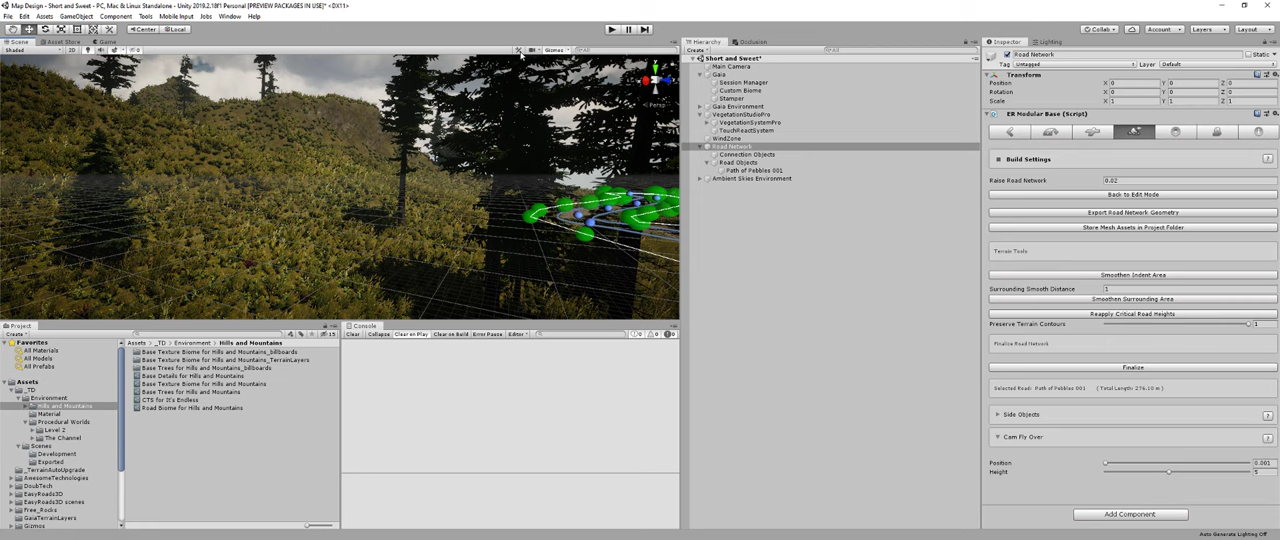 Map Design - Short and Sweet - PC, Mac & Linux Standalone - Unity 2019.2.18f1 Personal [PREVIEW PACKAGES IN USE]* <DX11>
File Edit Assets GameObject Component Tools Mobile Input Jobs Window Help
Center Local
Collab Account Layers Layout
Scene Asset Store Game
Shaded 2D 0 Gizmos All
Persp
Hierarchy Occlusion
Create All
Short and Sweet*
Main Camera
Gaia
Session Manager
Custom Biome
Stamper
Gaia Environment
VegetationStudioPro
VegetationSystemPro
TouchReactSystem
WindZone
Road Network
Connection Objects
Road Objects
Path of Pebbles 001
Ambient Skies Environment
Inspector Lighting
Road Network Static
Tag Untagged Layer Default
Transform
Position X 0 Y 0 Z 0
Rotation X 0 Y 0 Z 0
Scale X 1 Y 1 Z 1
ER Modular Base (Script)
Build Settings
Raise Road Network 0.02
Back to Edit Mode
Export Road Network Geometry
Store Mesh Assets in Project Folder
Terrain Tools
Smoothen Indent Area
Surrounding Smooth Distance 1
Smoothen Surrounding Area
Reapply Critical Road Heights
Preserve Terrain Contours 1
Finalize Road Network
Finalize
Selected Road: Path of Pebbles 001 ( Total Length: 276.18 m )
Side Objects
Cam Fly Over
Position 0.001
Height 5
Add Component
Auto Generate Lighting Off
Project
Create 15
Favorites
All Materials
All Models
All Prefabs
Assets
_TD
Environment
Hills and Mountains
Material
Procedural Worlds
Level 2
The Channel
Scenes
Development
Exported
_TerrainAutoUpgrade
AwesomeTechnologies
DoubTech
EasyRoads3D
EasyRoads3D scenes
Free_Rocks
GaiaTerrainLayers
Gizmos
Assets > _TD > Environment > Hills and Mountains
Base Texture Biome for Hills and Mountains_billboards
Base Texture Biome for Hills and Mountains_TerrainLayers
Base Trees for Hills and Mountains_billboards
Base Details for Hills and Mountains
Base Texture Biome for Hills and Mountains
Base Trees for Hills and Mountains
CTS for It's Endless
Road Biome for Hills and Mountains
Console
Clear Collapse Clear on Play Clear on Build Error Pause Editor 0 0 0